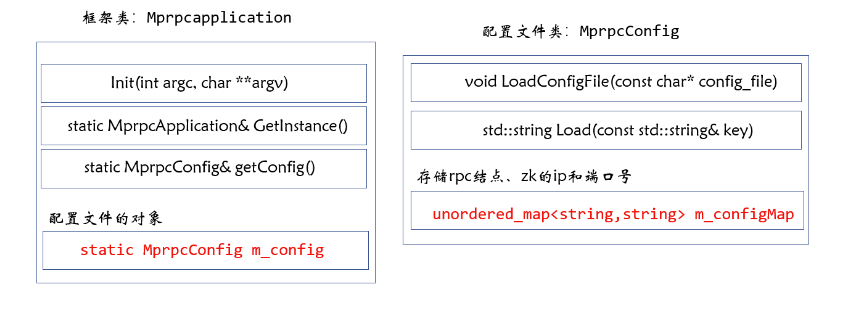 框架类：Mprpcapplication
Init(int argc, char **argv)
static MprpcApplication& GetInstance()
static MprpcConfig& getConfig()
配置文件的对象
static MprpcConfig m_config
配置文件类：MprpcConfig
void LoadConfigFile(const char* config_file)
std::string Load(const std::string& key)
存储rpc结点、zk的ip和端口号
unordered_map<string,string> m_configMap